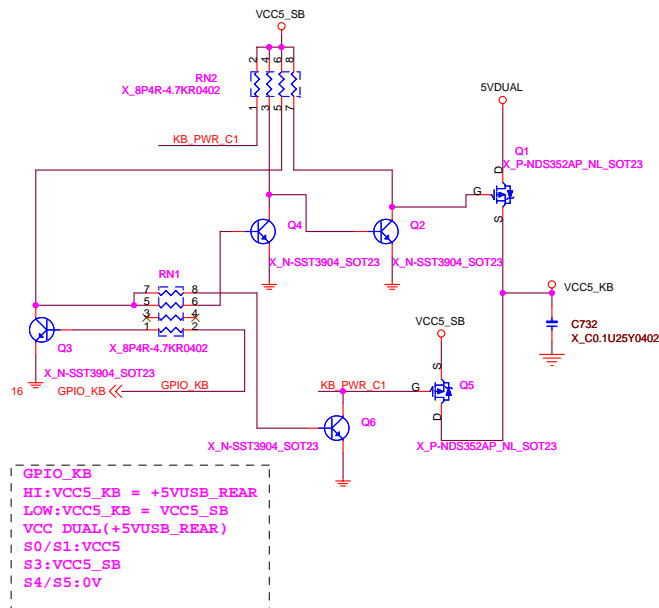 VCC5_SB
RN2
X_8P4R-4.7KR0402
2
4
6
8
1
3
5
7
KB_PWR_C1
5VDUAL
Q1
X_P-NDS352AP_NL_SOT23
D
G
S
Q4
Q2
X_N-SST3904_SOT23
X_N-SST3904_SOT23
RN1
7
8
5
6
3
4
1
2
X_8P4R-4.7KR0402
Q3
X_N-SST3904_SOT23
16
GPIO_KB
GPIO_KB
VCC5_KB
C732
X_C0.1U25Y0402
VCC5_SB
S
KB_PWR_C1
G
Q5
D
Q6
X_N-SST3904_SOT23
X_P-NDS352AP_NL_SOT23
GPIO_KB
HI:VCC5_KB = +5VUSB_REAR
LOW:VCC5_KB = VCC5_SB
VCC DUAL(+5VUSB_REAR)
S0/S1:VCC5
S3:VCC5_SB
S4/S5:0V